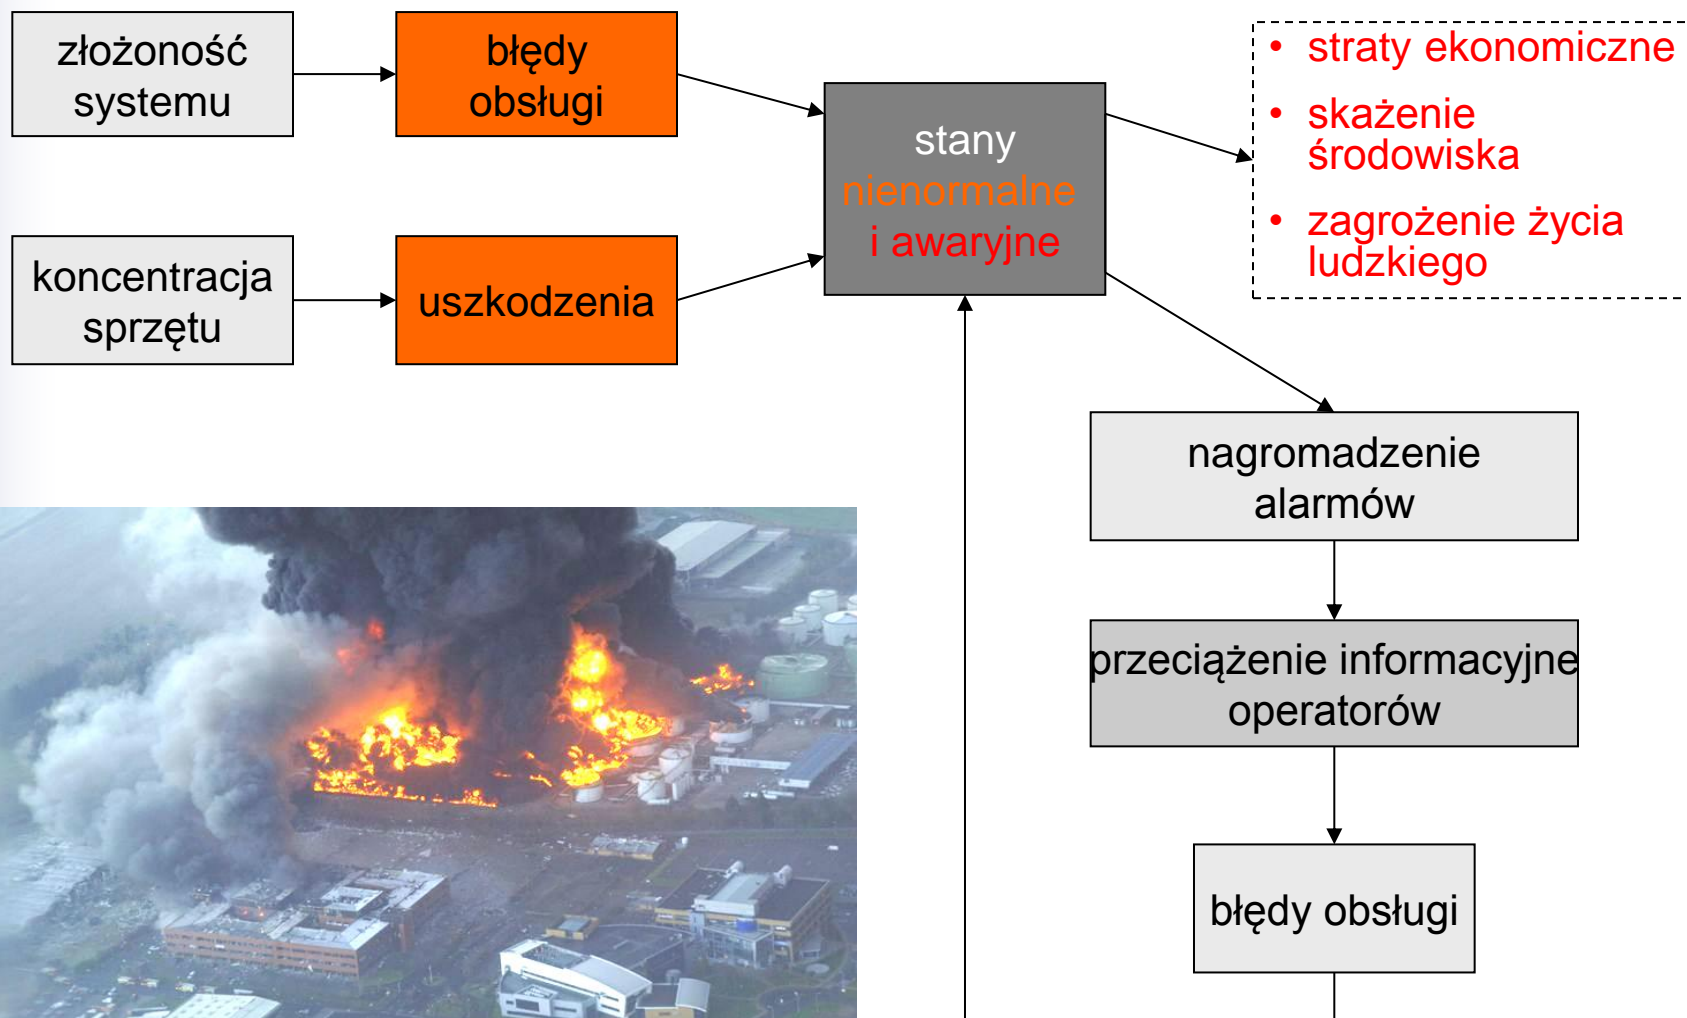 złożoność
systemu
błędy
obsługi
koncentracja
sprzętu
uszkodzenia
stany
nienormalne
i awaryjne
• straty ekonomiczne
• skażenie
środowiska
• zagrożenie życia
ludzkiego
nagromadzenie
alarmów
przeciążenie informacyjne
operatorów
błędy obsługi